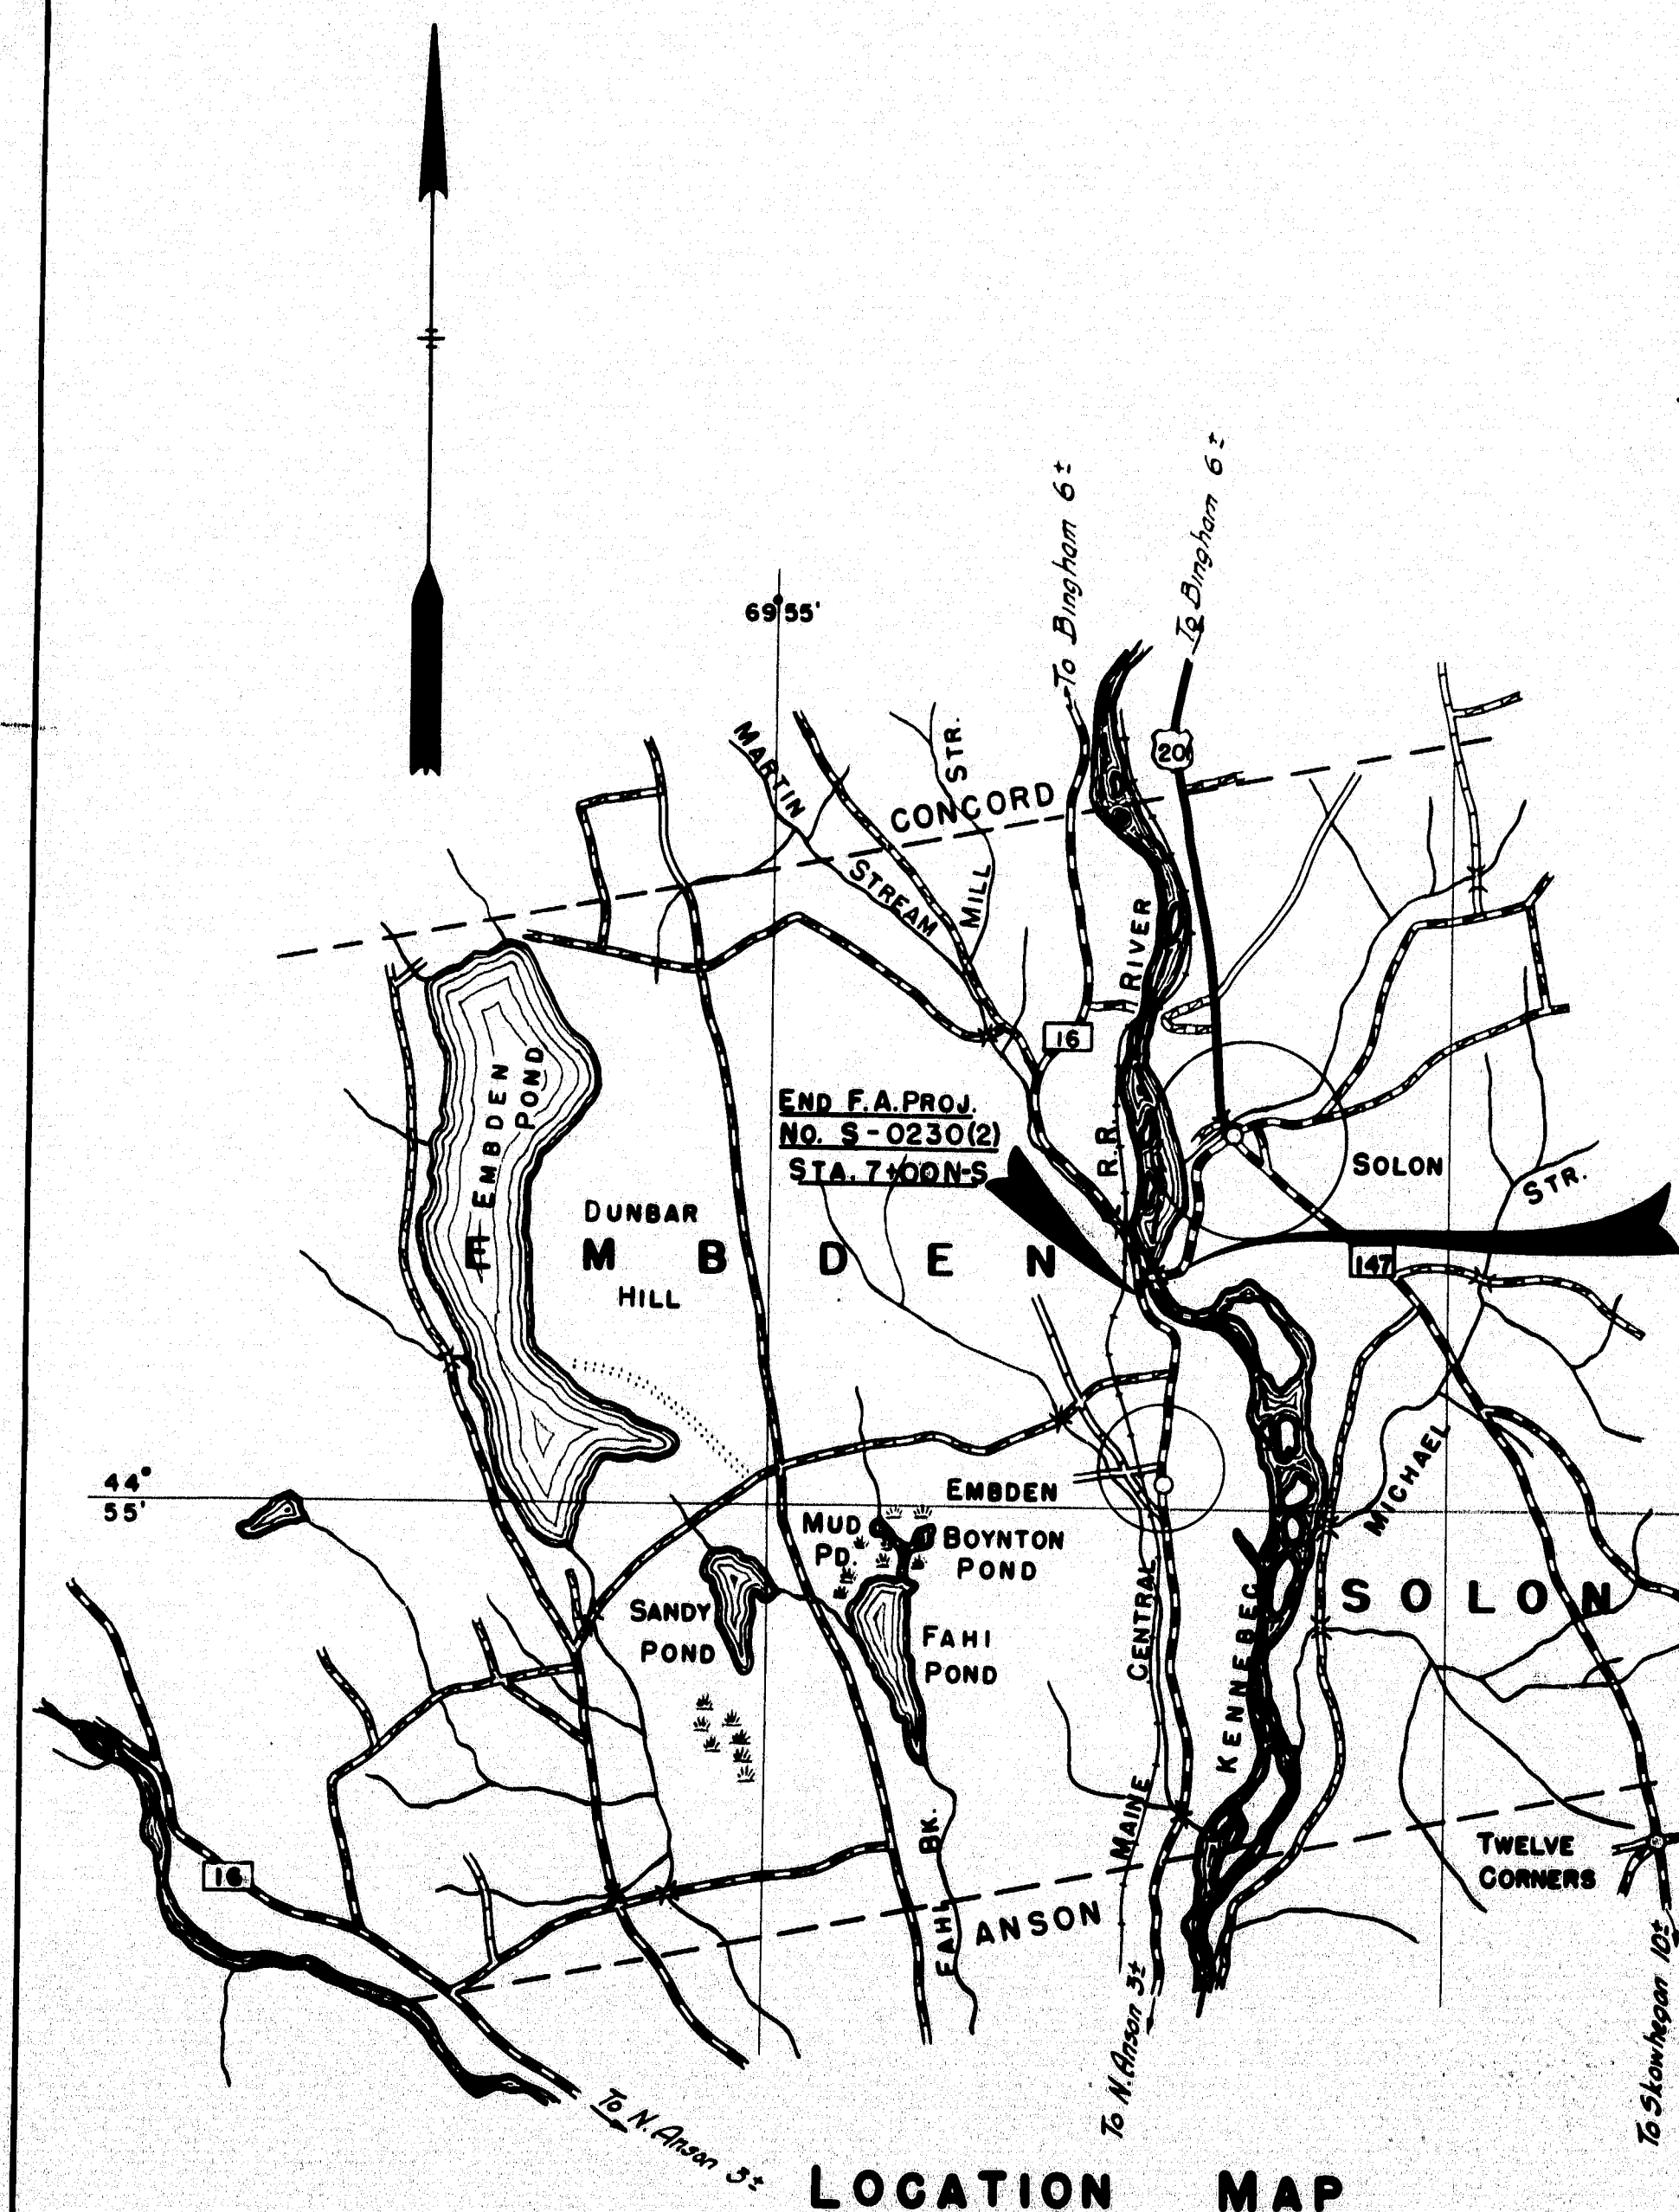 To Bingham 6±
To Bingham 6±
69 55'
20
MARTIN
STREAM
MILL STR.
CONCORD
RIVER
16
EMBDEN
POND
END F.A. PROJ.
NO. S-0230(2)
STA. 7+00 N-S
R.R.
SOLON
STR.
DUNBAR
HILL
EMBDEN
147
MICHAEL
44°
55'
EMBDEN
MUD
PD.
BOYNTON
POND
SANDY
POND
FAHI
POND
SOLON
MAINE CENTRAL
KENNEBEC
16
FAHI BK.
ANSON
TWELVE
CORNERS
To N. Anson 3±
To N. Anson 3±
To Skowhegan 10±
LOCATION MAP